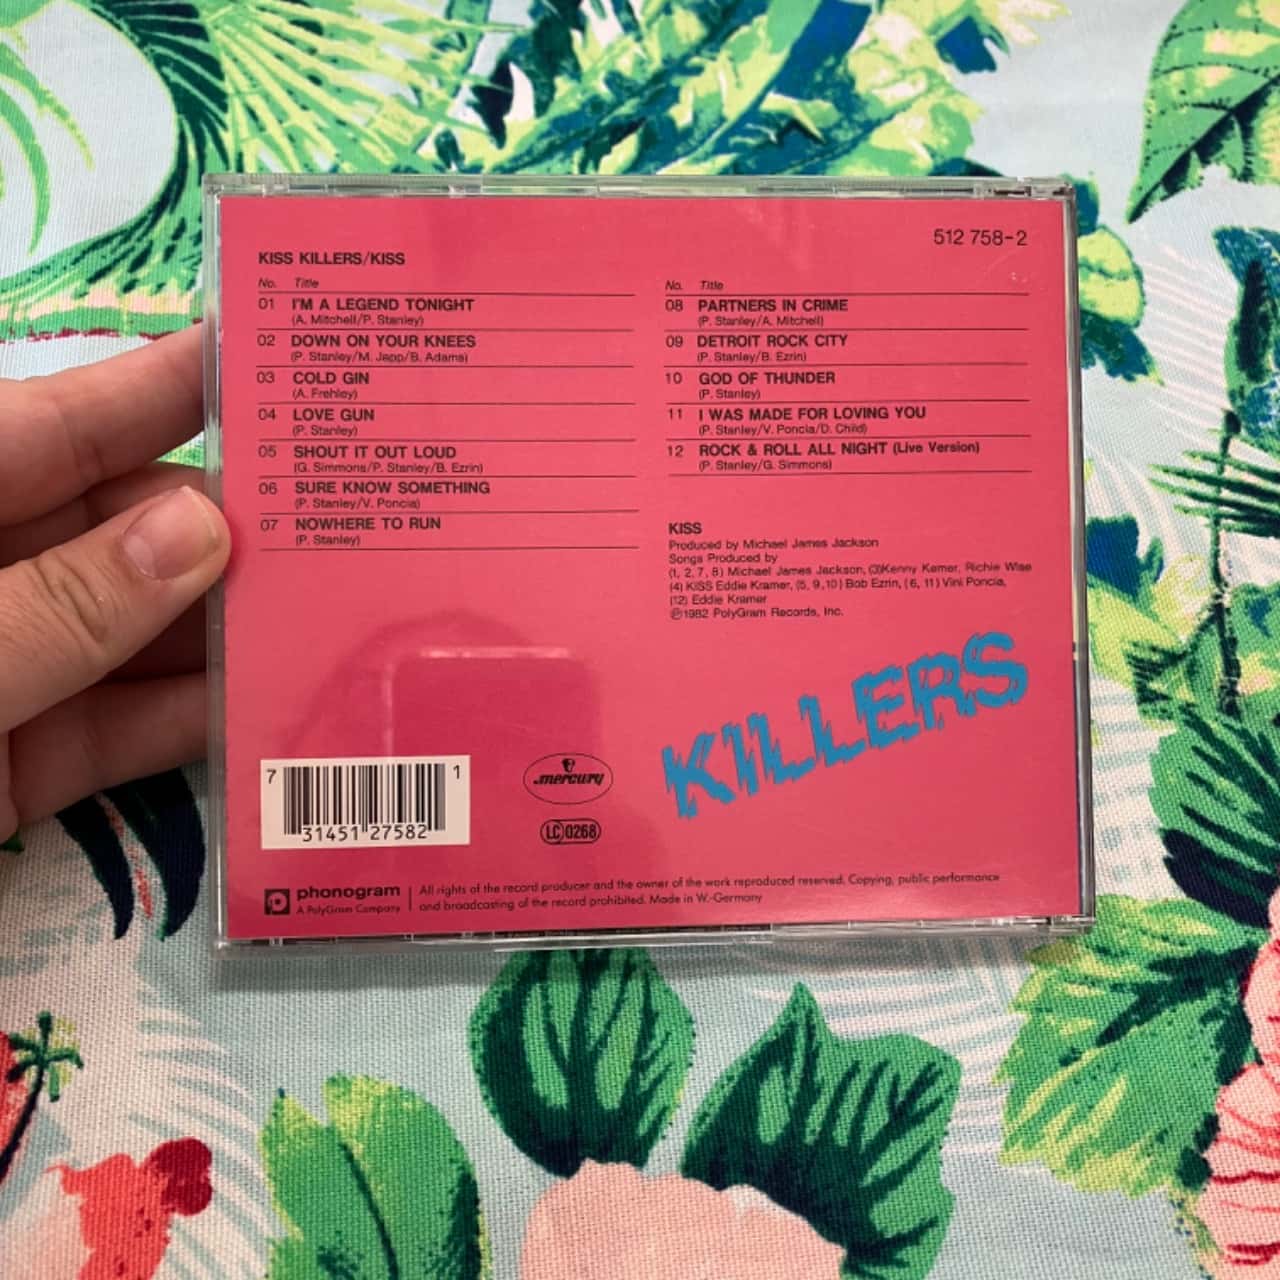 512 758-2
KISS KILLERS/KISS
No. Title
01 I'M A LEGEND TONIGHT
(A. Mitchell/P. Stanley)
02 DOWN ON YOUR KNEES
(P. Stanley/M. Japp/B. Adams)
03 COLD GIN
(A. Frehley)
04 LOVE GUN
(P. Stanley)
05 SHOUT IT OUT LOUD
(G. Simmons/P. Stanley/B. Ezrin)
06 SURE KNOW SOMETHING
(P. Stanley/V. Poncia)
07 NOWHERE TO RUN
(P. Stanley)
No. Title
08 PARTNERS IN CRIME
(P. Stanley/A. Mitchell)
09 DETROIT ROCK CITY
(P. Stanley/B. Ezrin)
10 GOD OF THUNDER
(P. Stanley)
11 I WAS MADE FOR LOVING YOU
(P. Stanley/V. Poncia/D. Child)
12 ROCK & ROLL ALL NIGHT (Live Version)
(P. Stanley/G. Simmons)
KISS
Produced by Michael James Jackson
Songs Produced by
(1, 2, 7, 8) Michael James Jackson, (3)Kenny Kerner, Richie Wise
(4) KISS Eddie Kramer, (5, 9, 10) Bob Ezrin, (6, 11) Vini Poncia,
(12) Eddie Kramer
℗1982 PolyGram Records, Inc.
KILLERS
7 31451 27582 1
mercury
LC 0268
phonogram
A PolyGram Company
All rights of the record producer and the owner of the work reproduced reserved. Copying, public performance
and broadcasting of the record prohibited. Made in W.-Germany